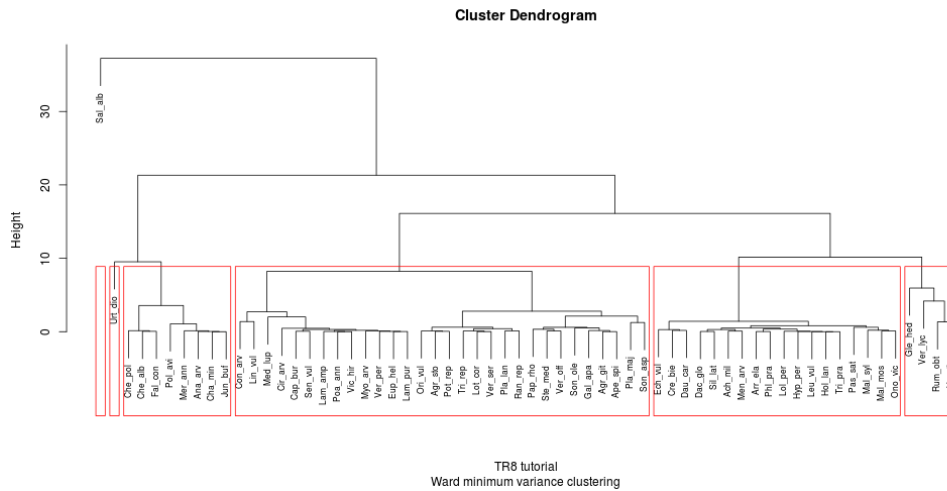 Cluster Dendrogram
Height
0
10
20
30
Sal_alb
Urt_dio
Che_pol
Che_alb
Fal_con
Pol_avi
Mer_ann
Ana_arv
Cha_min
Jun_buf
Con_arv
Lin_vul
Med_lup
Cir_arv
Cap_bur
Sen_vul
Lam_amp
Poa_ann
Vic_hir
Myo_arv
Ver_per
Eup_hel
Lam_pur
Ori_vul
Agr_sto
Pot_rep
Tri_rep
Lot_cor
Ver_ser
Pla_lan
Ran_rep
Pap_rho
Ste_med
Ver_off
Son_ole
Gal_apa
Agr_git
Ape_spi
Pla_maj
Son_asp
Ech_vul
Cre_bie
Dau_car
Dac_glo
Sil_lat
Ach_mil
Men_arv
Arr_ela
Phl_pra
Lol_per
Hyp_per
Leu_vul
Hol_lan
Tri_pra
Pas_sat
Mal_syl
Mal_mos
Ono_vic
Gle_hed
Ver_lyc
Rum_obt
TR8 tutorial
Ward minimum variance clustering